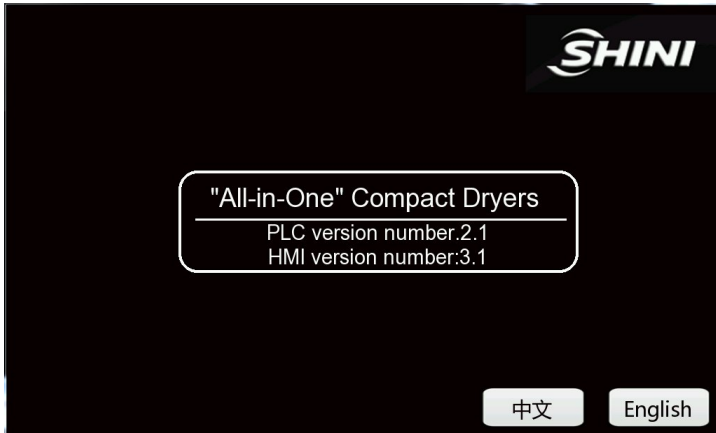 SHINI
"All-in-One" Compact Dryers
PLC version number.2.1
HMI version number:3.1
中文
English